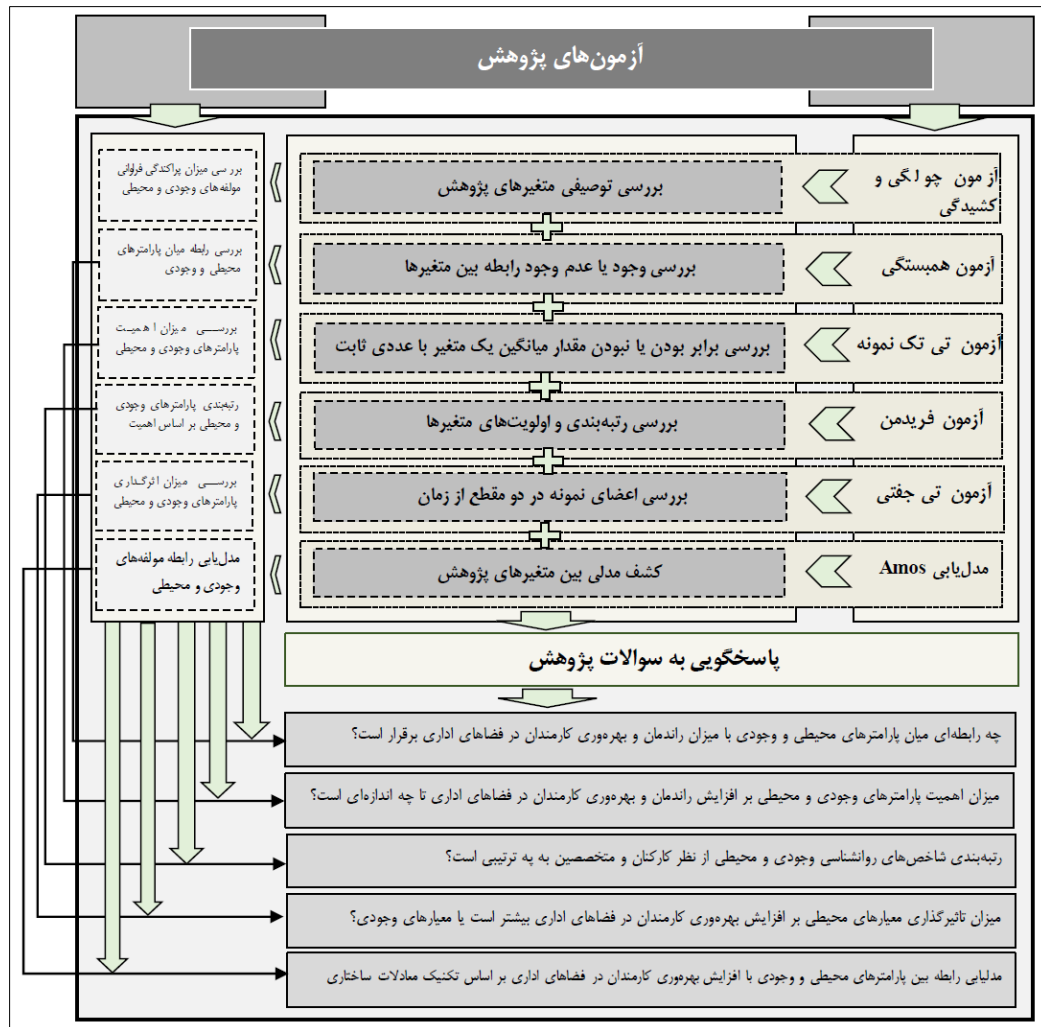 آزمون‌های پژوهش
آزمون چولگی و
کشیدگی
بررسی توصیفی متغیرهای پژوهش
بررسی میزان پراکندگی فراوانی
مولفه‌های وجودی و محیطی
آزمون همبستگی
بررسی وجود یا عدم وجود رابطه بین متغیرها
بررسی رابطه میان پارامترهای
محیطی و وجودی
آزمون تی تک نمونه
بررسی برابر بودن یا نبودن مقدار میانگین یک متغیر با عددی ثابت
بررسی میزان اهمیت
پارامترهای وجودی و محیطی
آزمون فریدمن
بررسی رتبه‌بندی و اولویت‌های متغیرها
رتبه‌بندی پارامترهای وجودی
و محیطی بر اساس اهمیت
آزمون تی جفتی
بررسی اعضای نمونه در دو مقطع از زمان
بررسی میزان اثرگذاری
پارامترهای وجودی و محیطی
مدل‌یابی Amos
کشف مدلی بین متغیرهای پژوهش
مدل‌یابی رابطه مولفه‌های
وجودی و محیطی
پاسخگویی به سوالات پژوهش
چه رابطه‌ای میان پارامترهای محیطی و وجودی با میزان راندمان و بهره‌وری کارمندان در فضاهای اداری برقرار است؟
میزان اهمیت پارامترهای وجودی و محیطی بر افزایش راندمان و بهره‌وری کارمندان در فضاهای اداری تا چه اندازه‌ای است؟
رتبه‌بندی شاخص‌های روانشناسی وجودی و محیطی از نظر کارکنان و متخصصین به په ترتیبی است؟
میزان تاثیرگذاری معیارهای محیطی بر افزایش بهره‌وری کارمندان در فضاهای اداری بیشتر است یا معیارهای وجودی؟
مدلیابی رابطه بین پارامترهای محیطی و وجودی با افزایش بهره‌وری کارمندان در فضاهای اداری بر اساس تکنیک معادلات ساختاری